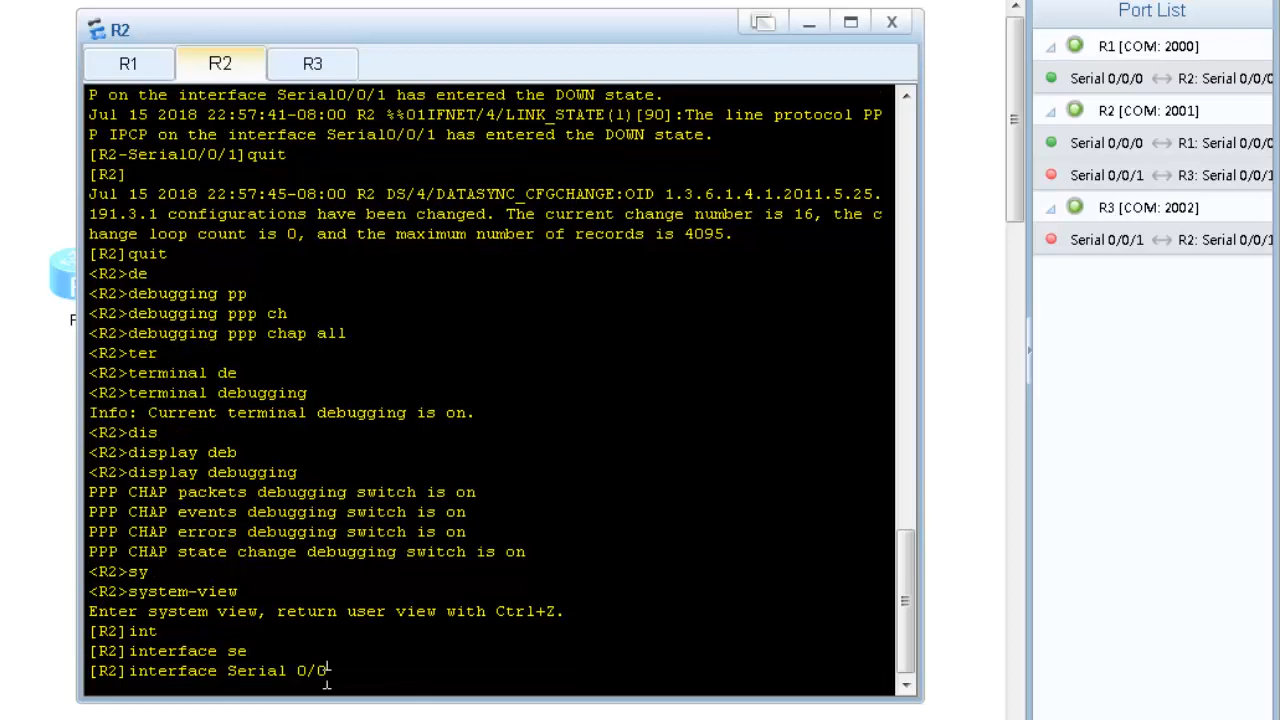 R2
R1
R2
R3
P on the interface Serial0/0/1 has entered the DOWN state.
Jul 15 2018 22:57:41-08:00 R2 %%01IFNET/4/LINK_STATE(1)[90]:The line protocol PP
P IPCP on the interface Serial0/0/1 has entered the DOWN state.
[R2-Serial0/0/1]quit
[R2]
Jul 15 2018 22:57:45-08:00 R2 DS/4/DATASYNC_CFGCHANGE:OID 1.3.6.1.4.1.2011.5.25.
191.3.1 configurations have been changed. The current change number is 16, the c
hange loop count is 0, and the maximum number of records is 4095.
[R2]quit
<R2>de
<R2>debugging pp
<R2>debugging ppp ch
<R2>debugging ppp chap all
<R2>ter
<R2>terminal de
<R2>terminal debugging
Info: Current terminal debugging is on.
<R2>dis
<R2>display deb
<R2>display debugging
PPP CHAP packets debugging switch is on
PPP CHAP events debugging switch is on
PPP CHAP errors debugging switch is on
PPP CHAP state change debugging switch is on
<R2>sy
<R2>system-view
Enter system view, return user view with Ctrl+Z.
[R2]int
[R2]interface se
[R2]interface Serial 0/0
Port List
R1 [COM: 2000]
Serial 0/0/0 ⇔ R2: Serial 0/0/0
R2 [COM: 2001]
Serial 0/0/0 ⇔ R1: Serial 0/0/0
Serial 0/0/1 ⇔ R3: Serial 0/0/1
R3 [COM: 2002]
Serial 0/0/1 ⇔ R2: Serial 0/0/1